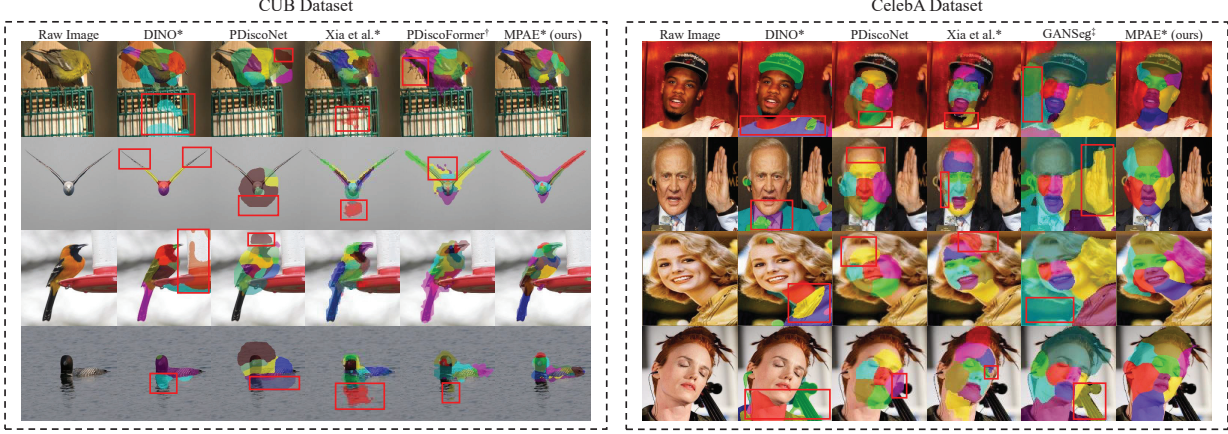 CUB Dataset
Raw Image DINO* PDiscoNet Xia et al.* PDiscoFormer† MPAE* (ours)
CelebA Dataset
Raw Image DINO* PDiscoNet Xia et al.* GANSeg‡ MPAE* (ours)